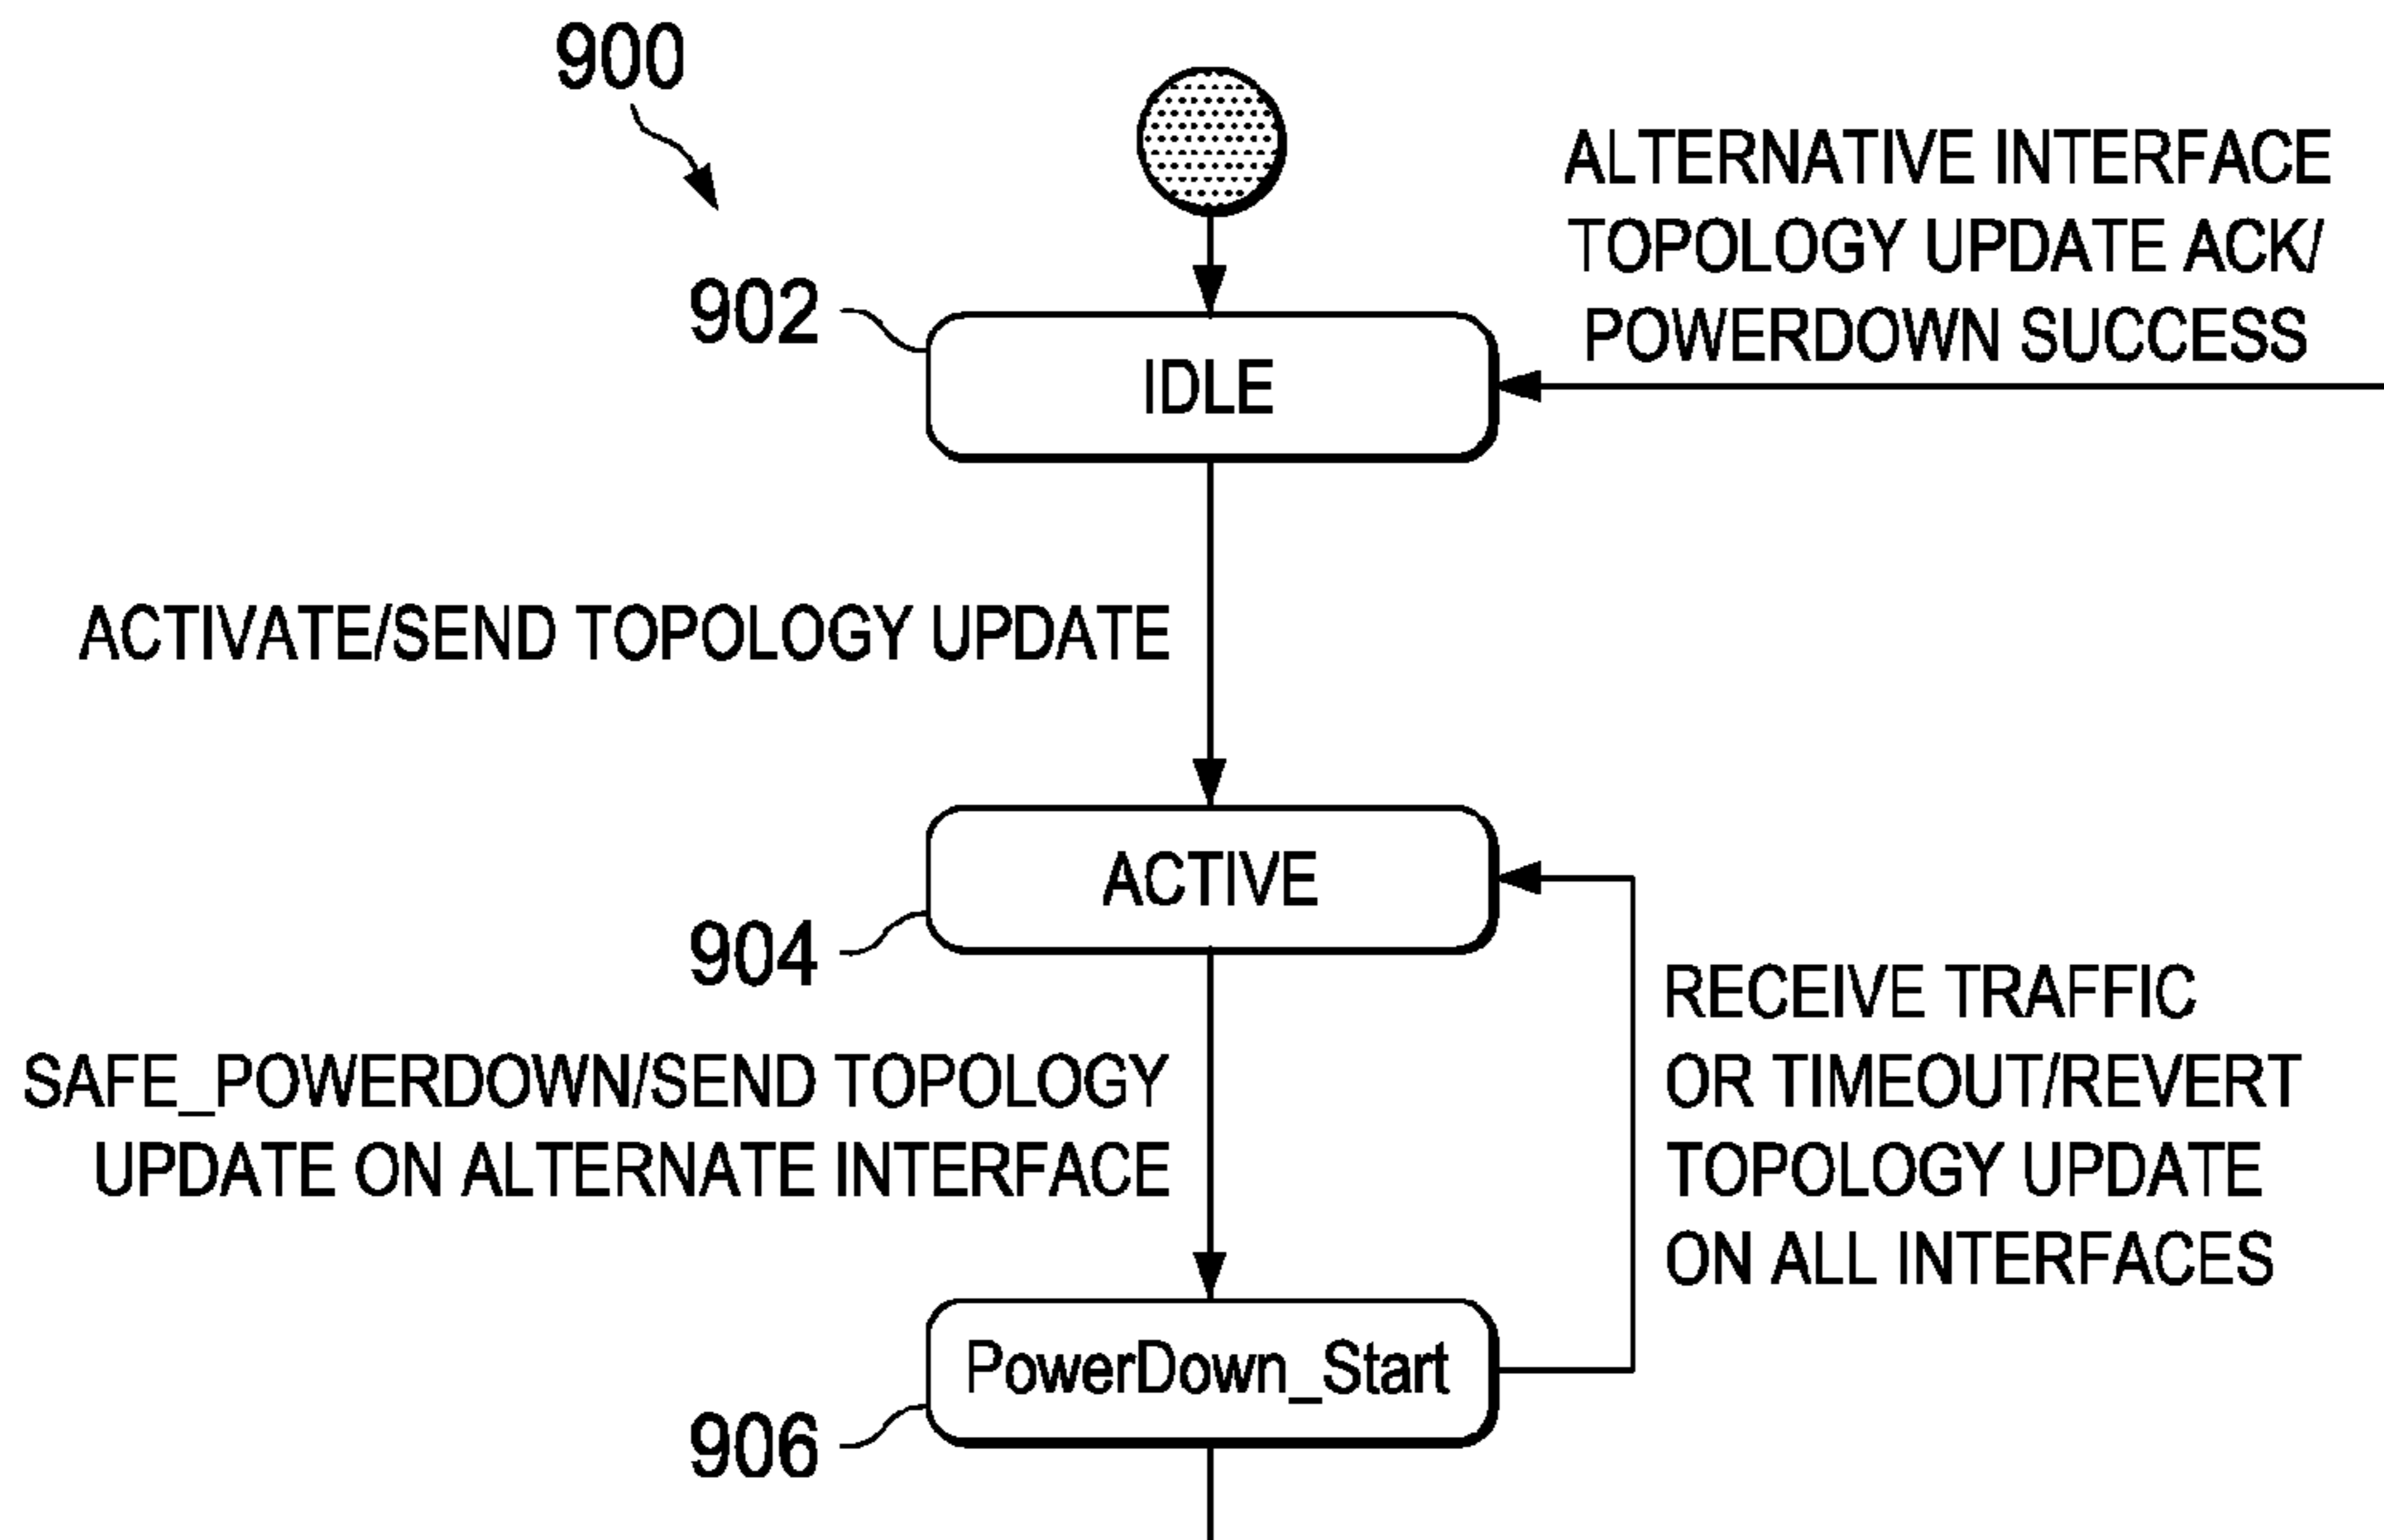 900
ALTERNATIVE INTERFACE
TOPOLOGY UPDATE ACK/
POWERDOWN SUCCESS
902
IDLE
ACTIVATE/SEND TOPOLOGY UPDATE
ACTIVE
904
RECEIVE TRAFFIC
OR TIMEOUT/REVERT
TOPOLOGY UPDATE
ON ALL INTERFACES
SAFE_POWERDOWN/SEND TOPOLOGY
UPDATE ON ALTERNATE INTERFACE
PowerDown_Start
906